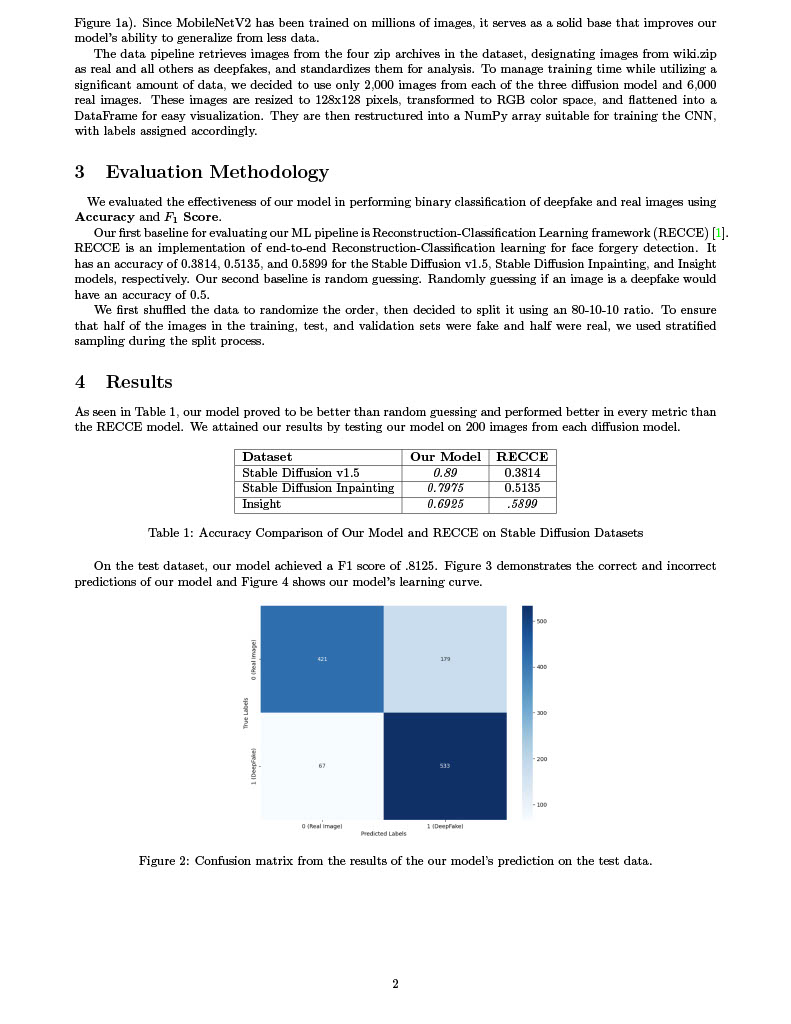 Figure 1a). Since MobileNetV2 has been trained on millions of images, it serves as a solid base that improves our
model's ability to generalize from less data.
The data pipeline retrieves images from the four zip archives in the dataset, designating images from wiki.zip
as real and all others as deepfakes, and standardizes them for analysis. To manage training time while utilizing a
significant amount of data, we decided to use only 2,000 images from each of the three diffusion model and 6,000
real images. These images are resized to 128x128 pixels, transformed to RGB color space, and flattened into a
DataFrame for easy visualization. They are then restructured into a NumPy array suitable for training the CNN,
with labels assigned accordingly.
3 Evaluation Methodology
We evaluated the effectiveness of our model in performing binary classification of deepfake and real images using
Accuracy and F1 Score.
Our first baseline for evaluating our ML pipeline is Reconstruction-Classification Learning framework (RECCE) [1].
RECCE is an implementation of end-to-end Reconstruction-Classification learning for face forgery detection. It
has an accuracy of 0.3814, 0.5135, and 0.5899 for the Stable Diffusion v1.5, Stable Diffusion Inpainting, and Insight
models, respectively. Our second baseline is random guessing. Randomly guessing if an image is a deepfake would
have an accuracy of 0.5.
We first shuffled the data to randomize the order, then decided to split it using an 80-10-10 ratio. To ensure
that half of the images in the training, test, and validation sets were fake and half were real, we used stratified
sampling during the split process.
4 Results
As seen in Table 1, our model proved to be better than random guessing and performed better in every metric than
the RECCE model. We attained our results by testing our model on 200 images from each diffusion model.
Dataset Our Model RECCE
Stable Diffusion v1.5 0.89 0.3814
Stable Diffusion Inpainting 0.7975 0.5135
Insight 0.6925 .5899
Table 1: Accuracy Comparison of Our Model and RECCE on Stable Diffusion Datasets
On the test dataset, our model achieved a F1 score of .8125. Figure 3 demonstrates the correct and incorrect
predictions of our model and Figure 4 shows our model's learning curve.
True Labels
0 (Real Image)
421 179
1 (DeepFake)
67 533
0 (Real Image) 1 (DeepFake)
Predicted Labels
500
400
300
200
100
Figure 2: Confusion matrix from the results of the our model's prediction on the test data.
2